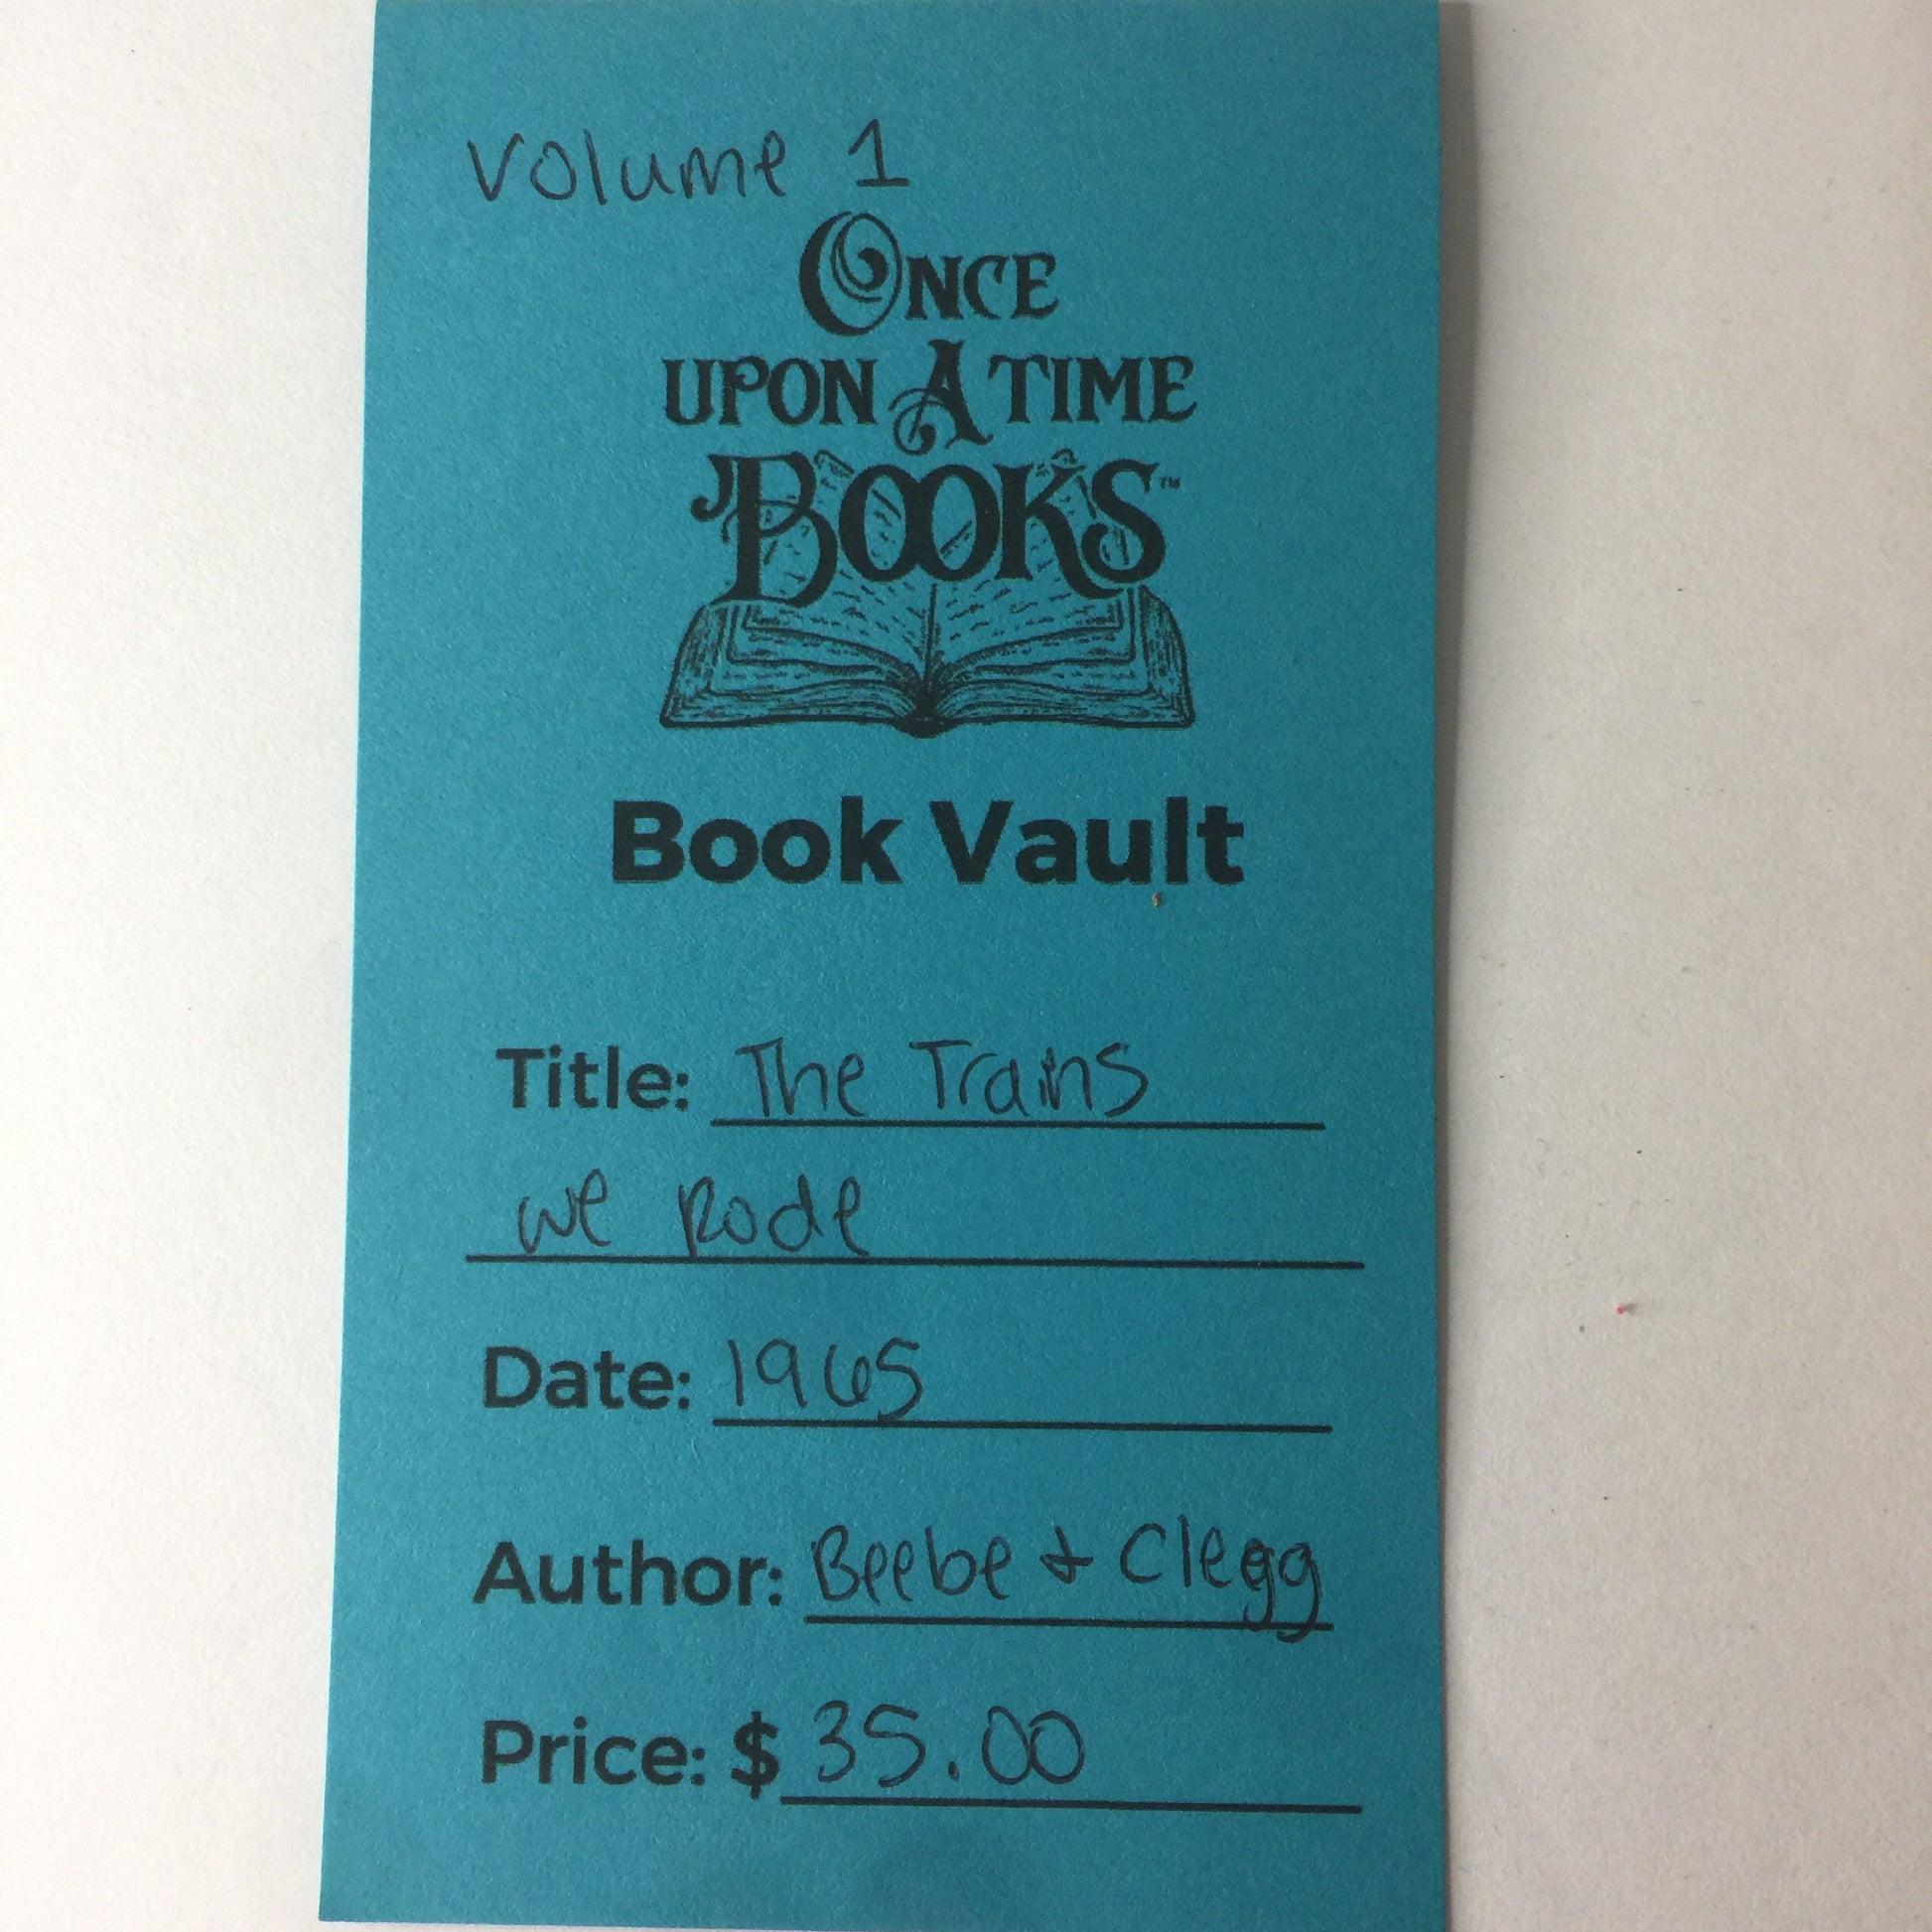 Volume 1
ONCE
UPON A TIME
BOOKS™
Book Vault
Title: The Trains
we Rode
Date: 1965
Author: Beebe + Clegg
Price: $ 35.00